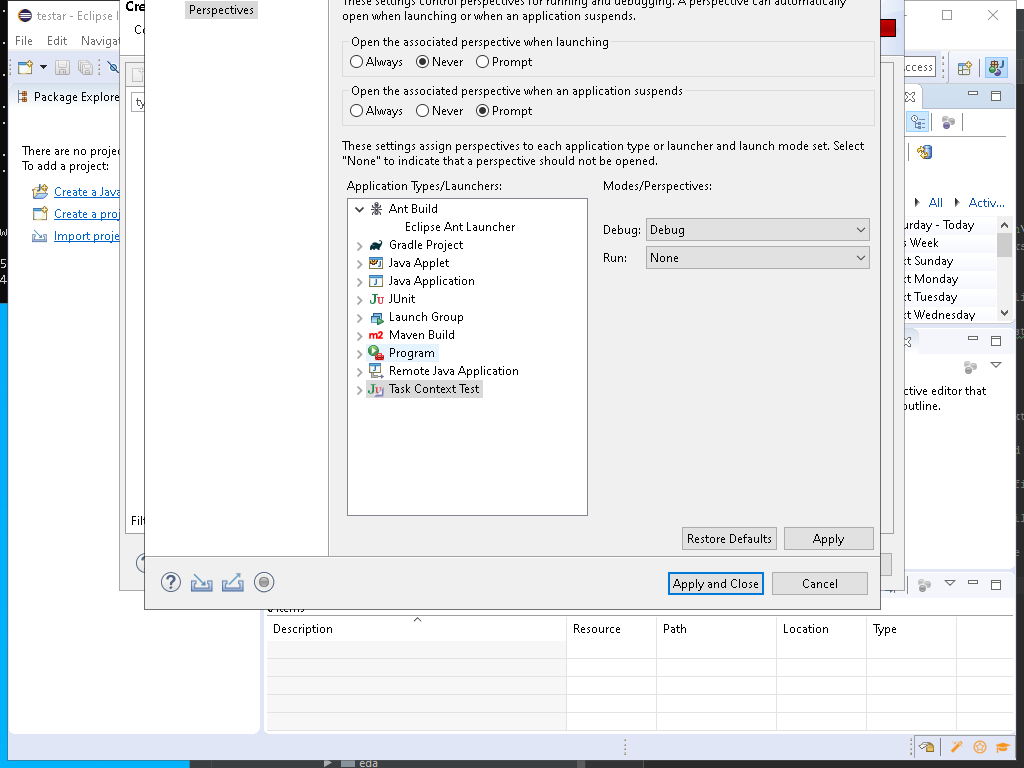 testar - Eclipse I
Cre
File Edit Navigat
Perspectives
These settings control perspectives for running and debugging. A perspective can automatically
open when launching or when an application suspends.
Open the associated perspective when launching
Always Never Prompt
Open the associated perspective when an application suspends
Always Never Prompt
These settings assign perspectives to each application type or launcher and launch mode set. Select
"None" to indicate that a perspective should not be opened.
Application Types/Launchers:
Modes/Perspectives:
Ant Build
Eclipse Ant Launcher
Gradle Project
Java Applet
Java Application
JUnit
Launch Group
Maven Build
Program
Remote Java Application
Task Context Test
Debug: Debug
Run: None
Restore Defaults
Apply
Apply and Close
Cancel
Package Explore
There are no projec
To add a project:
Create a Java
Create a proj
Import proje
ty
Filt
ccess
All
Activ...
urday - Today
s Week
xt Sunday
xt Monday
xt Tuesday
xt Wednesday
ctive editor that
outline.
Description
Resource
Path
Location
Type
eda